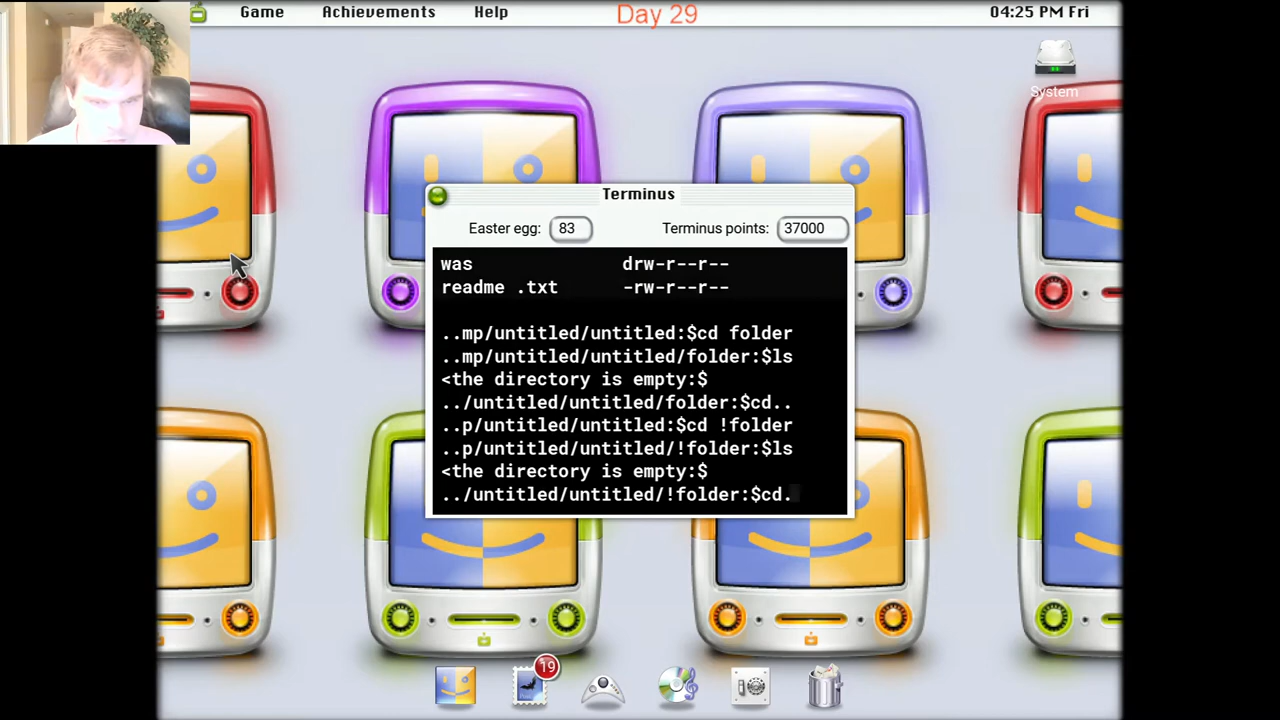 Game Achievements Help Day 29 04:25 PM Fri
System
Terminus
Easter egg: 83 Terminus points: 37000
was drw-r--r--
readme .txt -rw-r--r--
..mp/untitled/untitled:$cd folder
..mp/untitled/untitled/folder:$ls
<the directory is empty:$
../untitled/untitled/folder:$cd..
..p/untitled/untitled:$cd !folder
..p/untitled/untitled/!folder:$ls
<the directory is empty:$
../untitled/untitled/!folder:$cd.
19